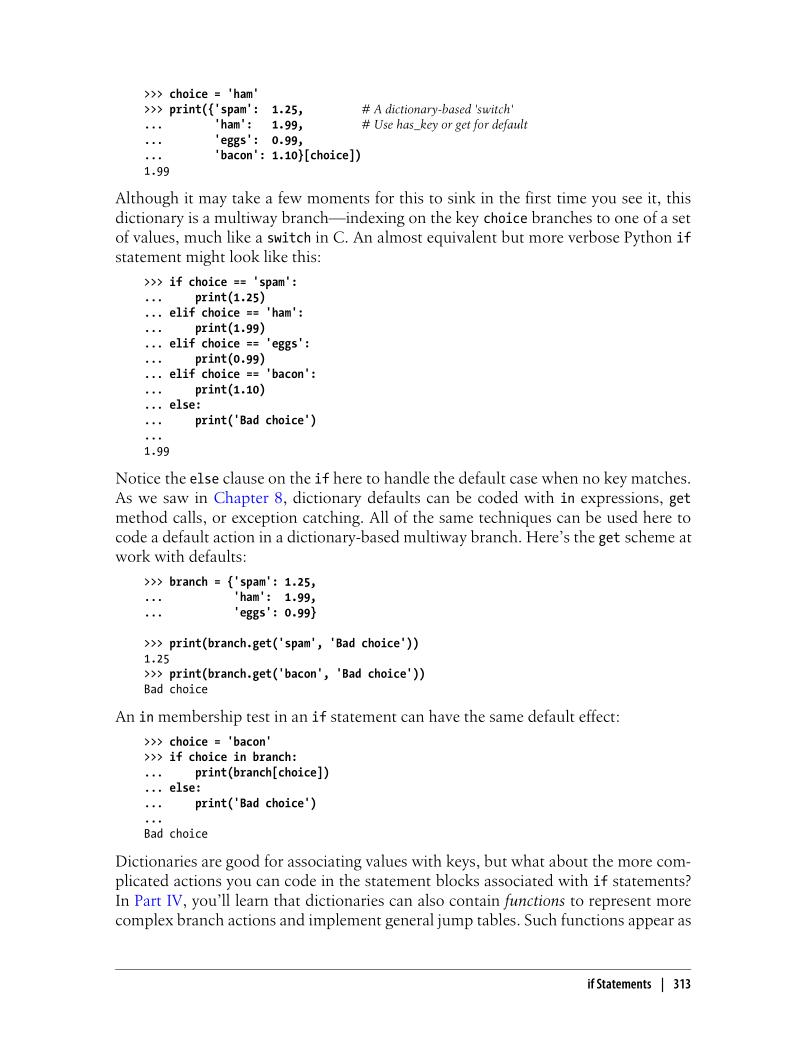 >>> choice = 'ham'
>>> print({'spam':  1.25,         # A dictionary-based 'switch'
...        'ham':   1.99,         # Use has_key or get for default
...        'eggs':  0.99,
...        'bacon': 1.10}[choice])
1.99
Although it may take a few moments for this to sink in the first time you see it, this
dictionary is a multiway branch—indexing on the key choice branches to one of a set
of values, much like a switch in C. An almost equivalent but more verbose Python if
statement might look like this:
>>> if choice == 'spam':
...     print(1.25)
... elif choice == 'ham':
...     print(1.99)
... elif choice == 'eggs':
...     print(0.99)
... elif choice == 'bacon':
...     print(1.10)
... else:
...     print('Bad choice')
...
1.99
Notice the else clause on the if here to handle the default case when no key matches.
As we saw in Chapter 8, dictionary defaults can be coded with in expressions, get
method calls, or exception catching. All of the same techniques can be used here to
code a default action in a dictionary-based multiway branch. Here's the get scheme at
work with defaults:
>>> branch = {'spam': 1.25,
...           'ham':  1.99,
...           'eggs': 0.99}
>>> print(branch.get('spam', 'Bad choice'))
1.25
>>> print(branch.get('bacon', 'Bad choice'))
Bad choice
An in membership test in an if statement can have the same default effect:
>>> choice = 'bacon'
>>> if choice in branch:
...     print(branch[choice])
... else:
...     print('Bad choice')
...
Bad choice
Dictionaries are good for associating values with keys, but what about the more com-
plicated actions you can code in the statement blocks associated with if statements?
In Part IV, you'll learn that dictionaries can also contain functions to represent more
complex branch actions and implement general jump tables. Such functions appear as
if Statements | 313